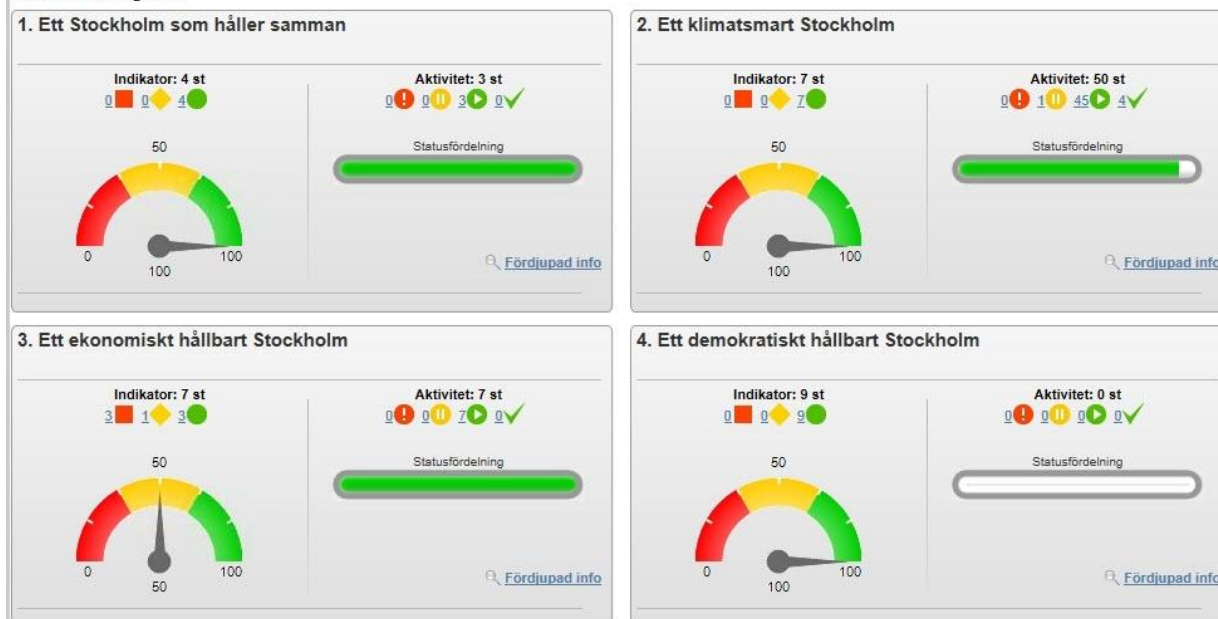 1. Ett Stockholm som håller samman
Indikator: 4 st
0 0 4
50
0 100
100
Aktivitet: 3 st
0 0 3 0
Statusfördelning
Fördjupad info
2. Ett klimatsmart Stockholm
Indikator: 7 st
0 0 7
50
0 100
100
Aktivitet: 50 st
0 1 45 4
Statusfördelning
Fördjupad info
3. Ett ekonomiskt hållbart Stockholm
Indikator: 7 st
3 1 3
50
0 100
50
Aktivitet: 7 st
0 0 7 0
Statusfördelning
Fördjupad info
4. Ett demokratiskt hållbart Stockholm
Indikator: 9 st
0 0 9
50
0 100
100
Aktivitet: 0 st
0 0 0 0
Statusfördelning
Fördjupad info